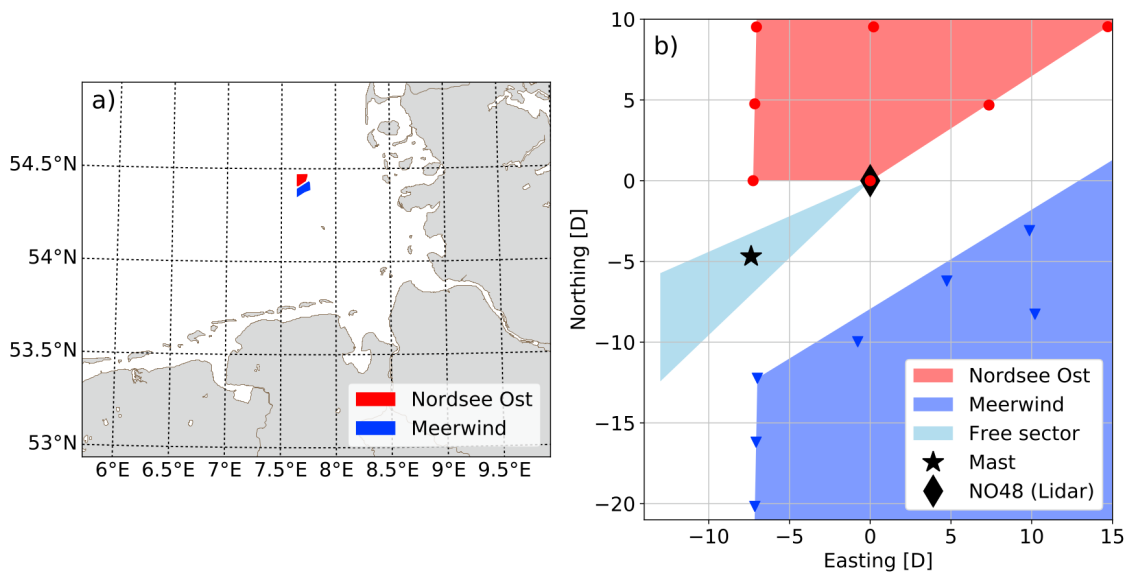 a)
54.5°N
54°N
53.5°N
53°N
6°E 6.5°E 7°E 7.5°E 8°E 8.5°E 9°E 9.5°E
Nordsee Ost
Meerwind
b)
10
5
0
−5
−10
−15
−20
Northing [D]
−10 −5 0 5 10 15
Easting [D]
Nordsee Ost
Meerwind
Free sector
Mast
NO48 (Lidar)